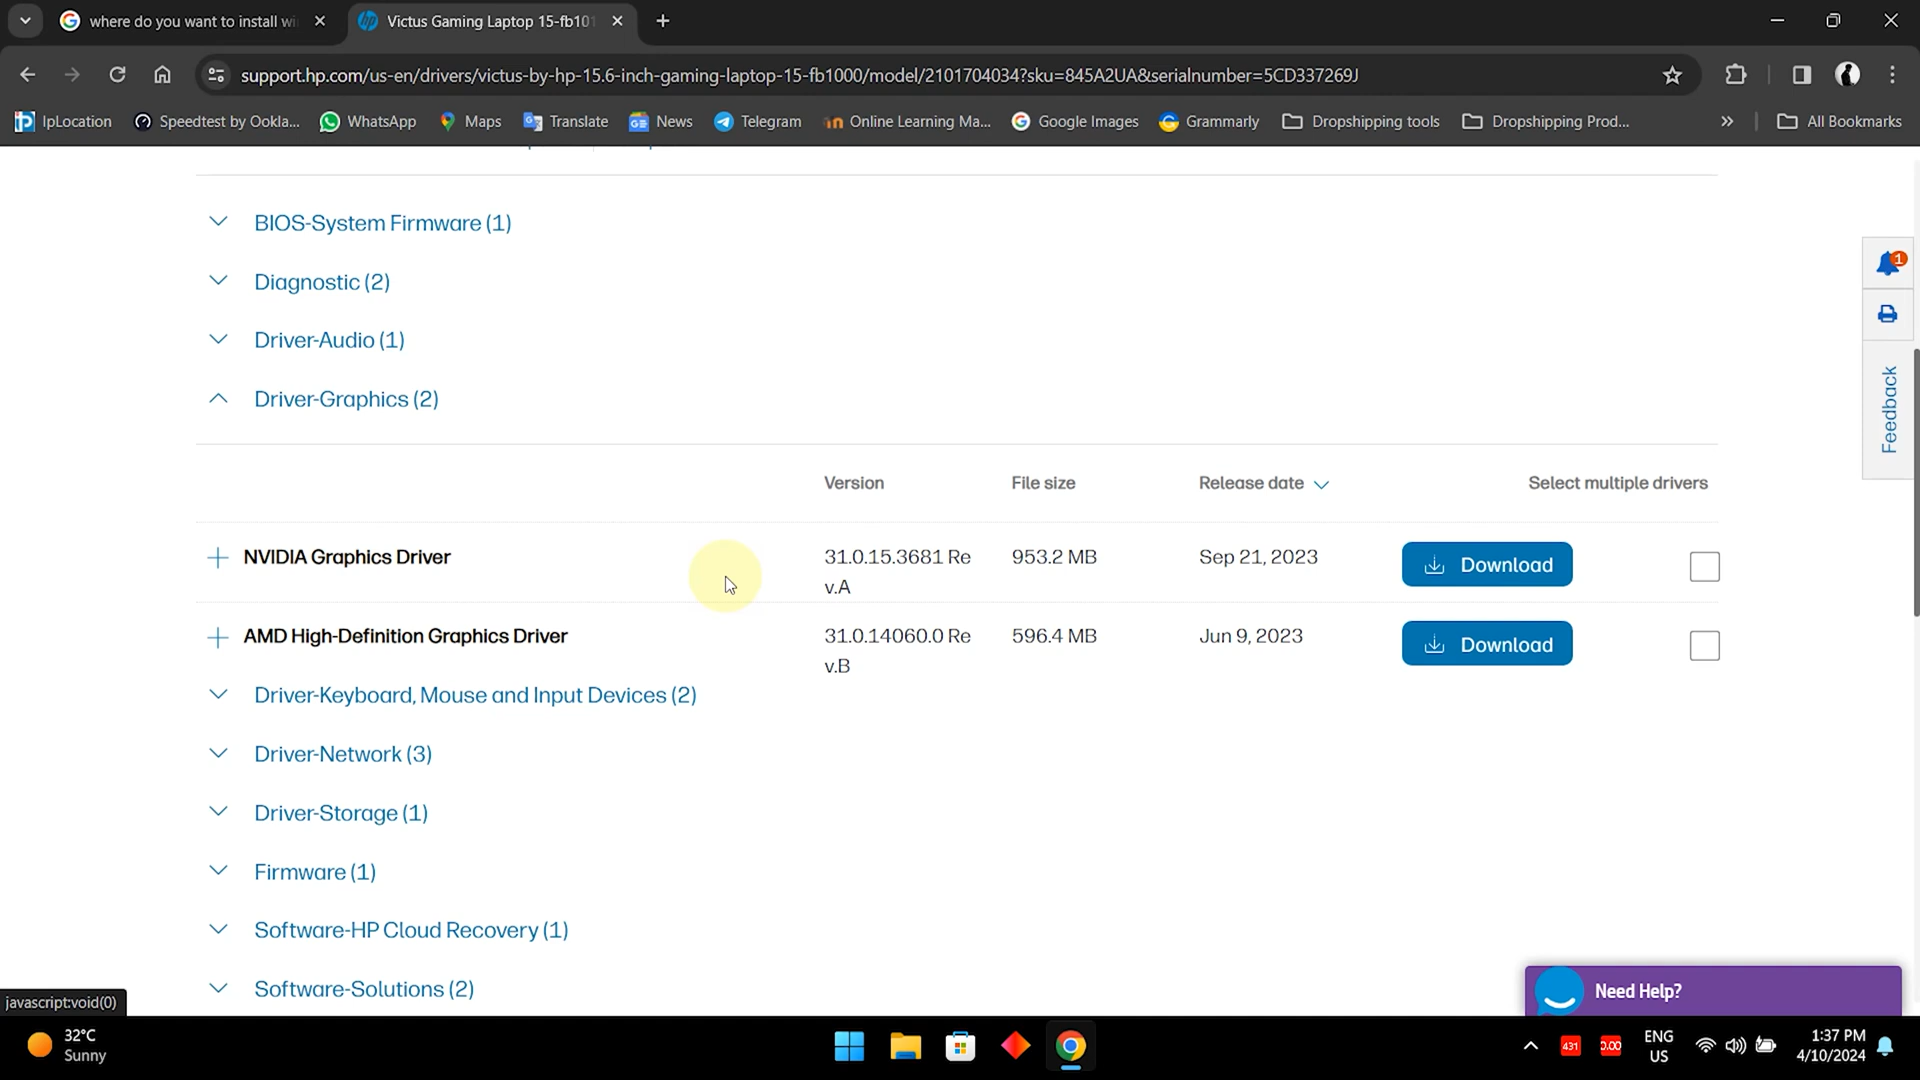 where do you want to install wi
Victus Gaming Laptop 15-fb101
support.hp.com/us-en/drivers/victus-by-hp-15.6-inch-gaming-laptop-15-fb1000/model/2101704034?sku=845A2UA&serialnumber=5CD337269J
IpLocation
Speedtest by Ookla...
WhatsApp
Maps
Translate
News
Telegram
Online Learning Ma...
Google Images
Grammarly
Dropshipping tools
Dropshipping Prod...
All Bookmarks
BIOS-System Firmware (1)
Diagnostic (2)
Driver-Audio (1)
Driver-Graphics (2)
Version File size Release date Select multiple drivers
NVIDIA Graphics Driver 31.0.15.3681 Re 953.2 MB Sep 21, 2023 Download
v.A
AMD High-Definition Graphics Driver 31.0.14060.0 Re 596.4 MB Jun 9, 2023 Download
v.B
Driver-Keyboard, Mouse and Input Devices (2)
Driver-Network (3)
Driver-Storage (1)
Firmware (1)
Software-HP Cloud Recovery (1)
Software-Solutions (2)
1
Feedback
Need Help?
javascript:void(0)
32°C
Sunny
431
0.00
ENG
US
1:37 PM
4/10/2024